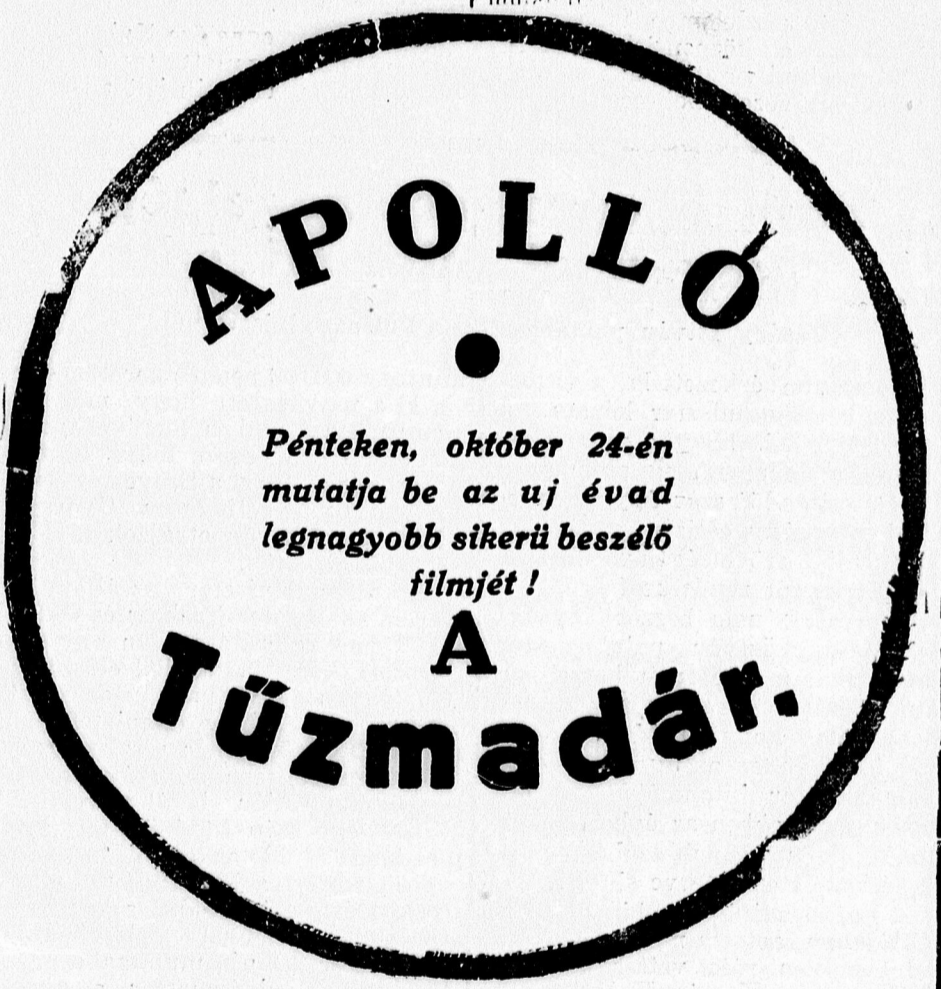 APOLLÓ
Pénteken, október 24-én
mutatja be az uj évad
legnagyobb sikerü beszélő
filmjét!
A
Tűzmadár.